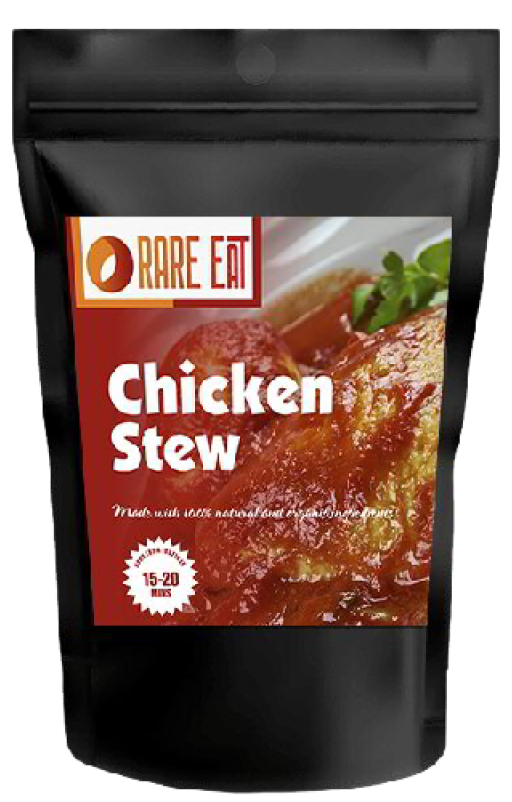 RARE EAT
Chicken
Stew
Made with 100% natural and organic ingredients
15-20
MINS